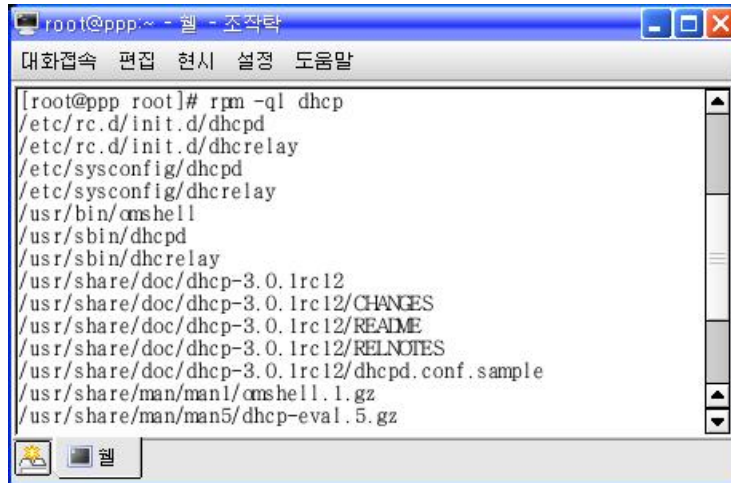 root@ppp:~ - 쉘 - 조작탁
대화접속 편집 현시 설정 도움말
[root@ppp root]# rpm -ql dhcp
/etc/rc.d/init.d/dhcpd
/etc/rc.d/init.d/dhcrelay
/etc/sysconfig/dhcpd
/etc/sysconfig/dhcrelay
/usr/bin/omshell
/usr/sbin/dhcpd
/usr/sbin/dhcrelay
/usr/share/doc/dhcp-3.0.1rc12
/usr/share/doc/dhcp-3.0.1rc12/CHANGES
/usr/share/doc/dhcp-3.0.1rc12/README
/usr/share/doc/dhcp-3.0.1rc12/RELNOTES
/usr/share/doc/dhcp-3.0.1rc12/dhcpd.conf.sample
/usr/share/man/man1/omshell.1.gz
/usr/share/man/man5/dhcp-eval.5.gz
쉘